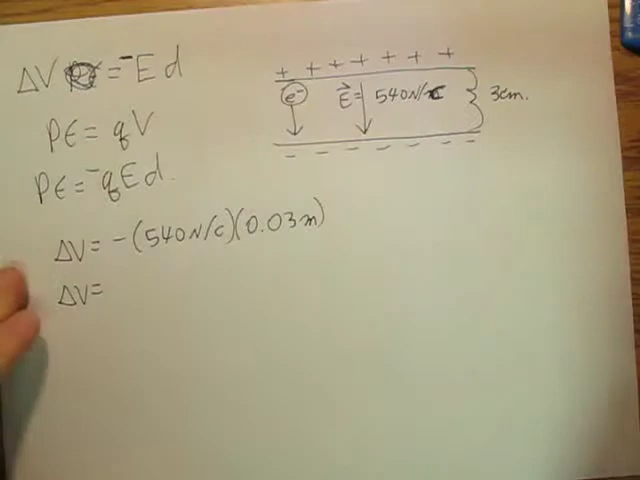 ΔV = -Ed
PE = qV
PE = -qEd.
ΔV = -(540N/C)(0.03m)
ΔV =
+ + + + + + +
e- E⃗ = 540N/C 3cm.
- - - - - - -